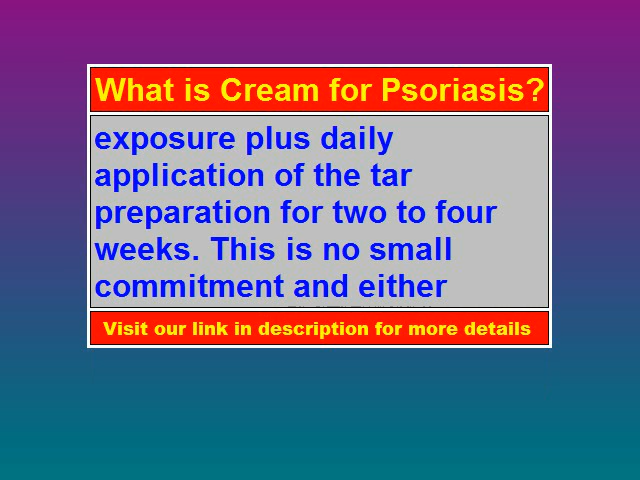 What is Cream for Psoriasis?
exposure plus daily
application of the tar
preparation for two to four
weeks. This is no small
commitment and either
Visit our link in description for more details